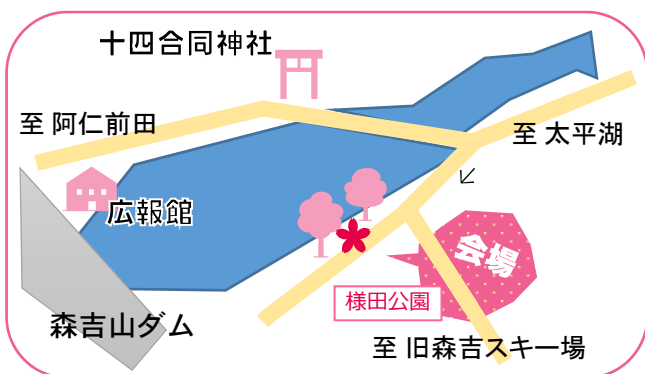 十四合同神社
至 阿仁前田
至 太平湖
広報館
会場
様田公園
森吉山ダム
至 旧森吉スキー場